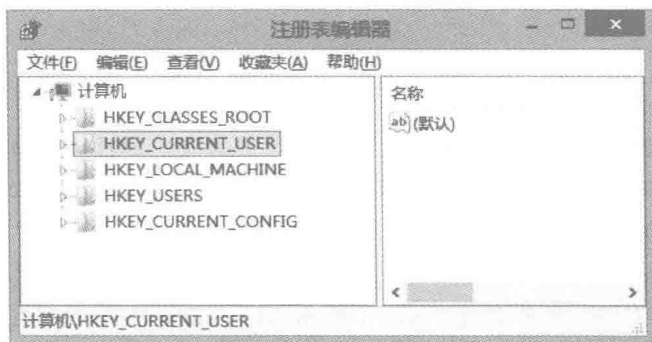 注册表编辑器
文件(F) 编辑(E) 查看(V) 收藏夹(A) 帮助(H)
计算机
HKEY_CLASSES_ROOT
HKEY_CURRENT_USER
HKEY_LOCAL_MACHINE
HKEY_USERS
HKEY_CURRENT_CONFIG
名称
ab (默认)
计算机\HKEY_CURRENT_USER